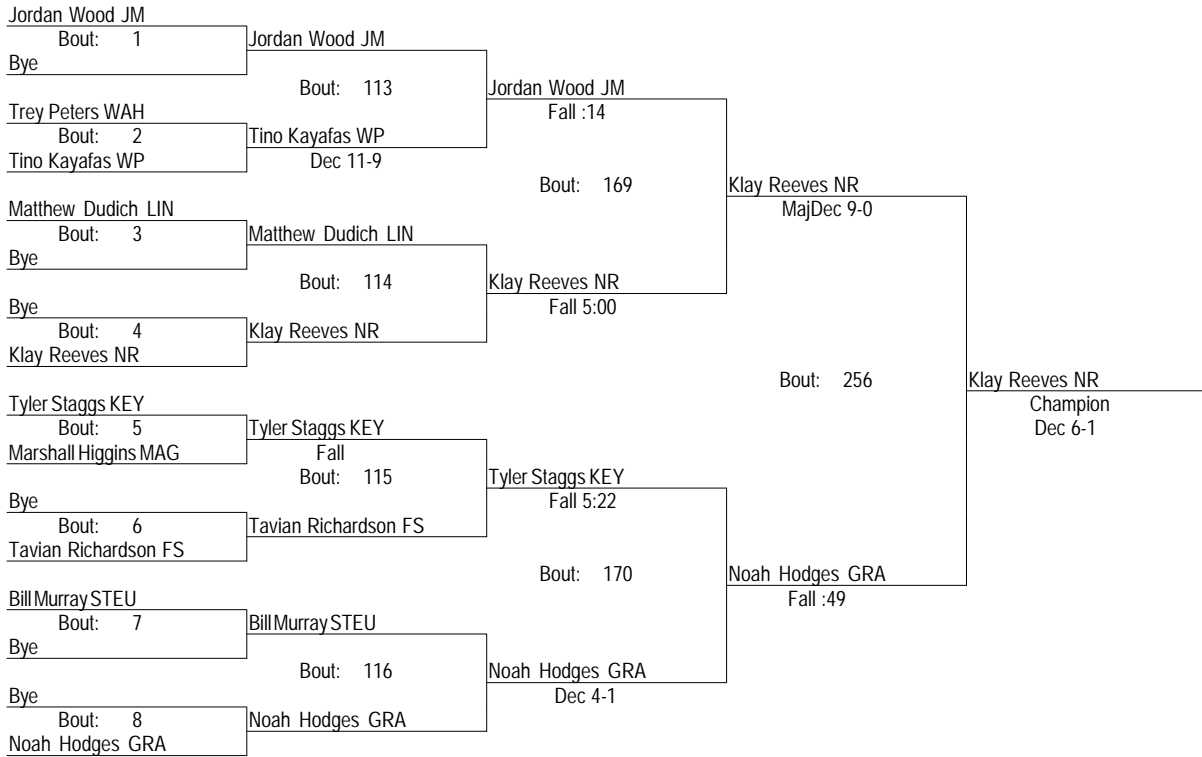 Jordan Wood JM
Bout: 1
Bye
Jordan Wood JM
Bout: 113
Trey Peters WAH
Bout: 2
Tino Kayafas WP
Tino Kayafas WP
Dec 11-9
Jordan Wood JM
Fall :14
Bout: 169
Matthew Dudich LIN
Bout: 3
Bye
Matthew Dudich LIN
Bout: 114
Bye
Bout: 4
Klay Reeves NR
Klay Reeves NR
Klay Reeves NR
Fall 5:00
Klay Reeves NR
MajDec 9-0
Bout: 256
Klay Reeves NR
Champion
Dec 6-1
Tyler Staggs KEY
Bout: 5
Marshall Higgins MAG
Tyler Staggs KEY
Fall
Bout: 115
Bye
Bout: 6
Tavian Richardson FS
Tavian Richardson FS
Tyler Staggs KEY
Fall 5:22
Bout: 170
Noah Hodges GRA
Fall :49
Bill Murray STEU
Bout: 7
Bye
Bill Murray STEU
Bout: 116
Bye
Bout: 8
Noah Hodges GRA
Noah Hodges GRA
Noah Hodges GRA
Dec 4-1